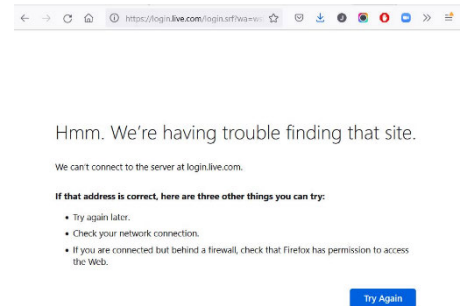 https://login.live.com/login.srf?wa=w
Hmm. We're having trouble finding that site.
We can't connect to the server at login.live.com.
If that address is correct, here are three other things you can try:
• Try again later.
• Check your network connection.
• If you are connected but behind a firewall, check that Firefox has permission to access
the Web.
Try Again